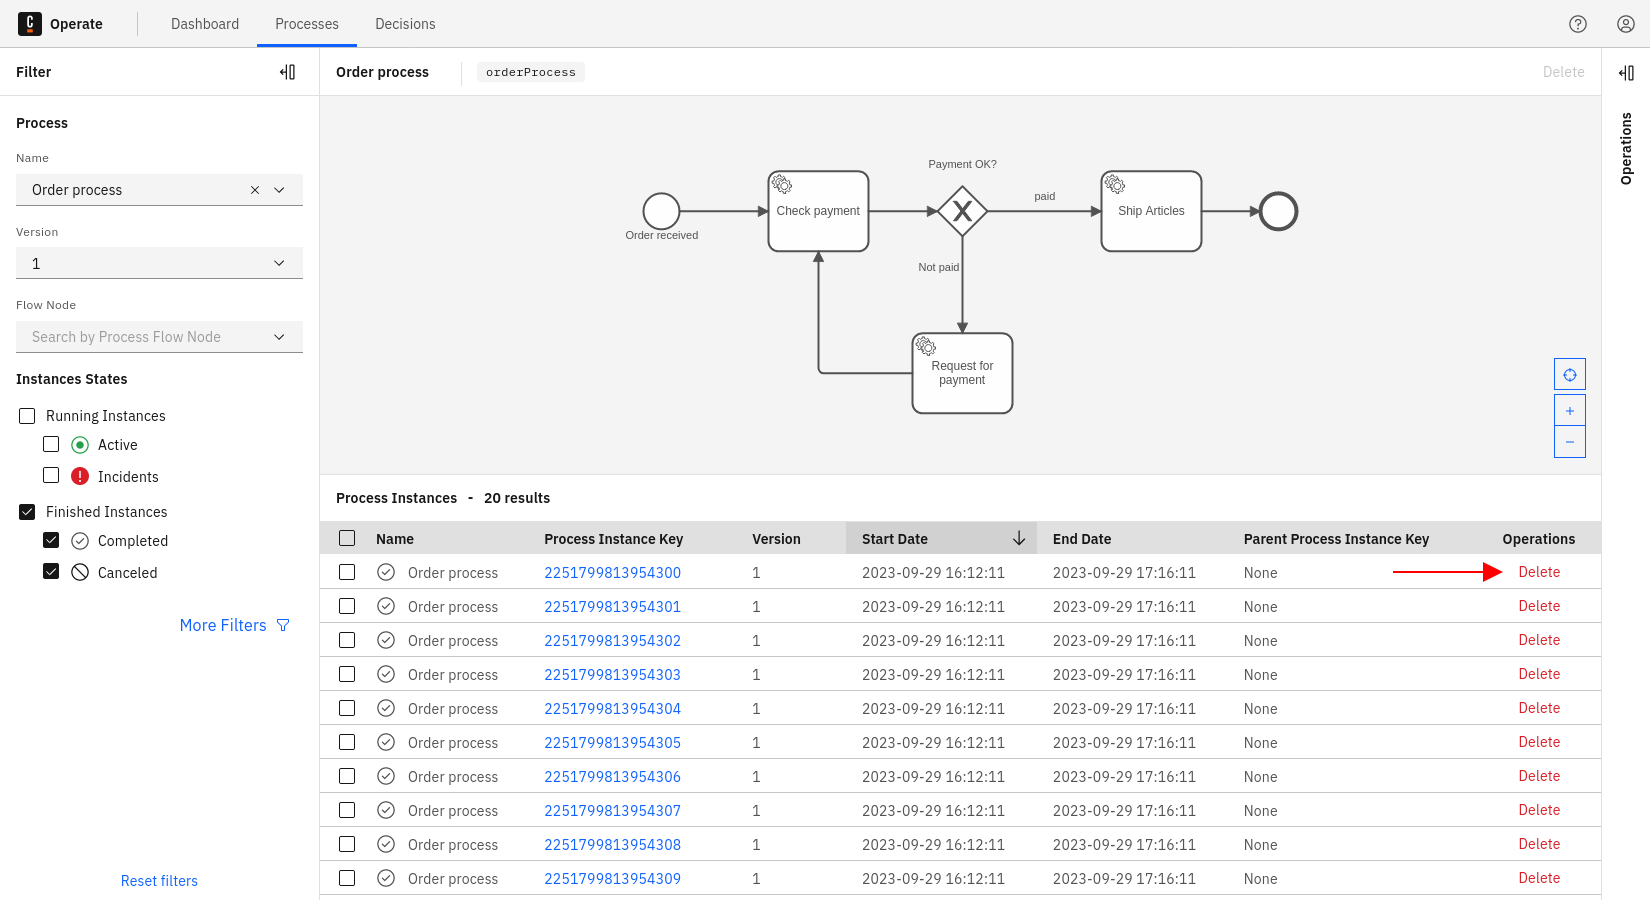 Operate
Dashboard
Processes
Decisions
Filter
Process
Name
Order process
Version
1
Flow Node
Search by Process Flow Node
Instances States
Running Instances
Active
Incidents
Finished Instances
Completed
Canceled
More Filters
Reset filters
Order process
orderProcess
Delete
Operations
Payment OK?
Check payment
paid
Ship Articles
Order received
Not paid
Request for
payment
+
−
Process Instances - 20 results
Name Process Instance Key Version Start Date End Date Parent Process Instance Key Operations
Order process 2251799813954300 1 2023-09-29 16:12:11 2023-09-29 17:16:11 None Delete
Order process 2251799813954301 1 2023-09-29 16:12:11 2023-09-29 17:16:11 None Delete
Order process 2251799813954302 1 2023-09-29 16:12:11 2023-09-29 17:16:11 None Delete
Order process 2251799813954303 1 2023-09-29 16:12:11 2023-09-29 17:16:11 None Delete
Order process 2251799813954304 1 2023-09-29 16:12:11 2023-09-29 17:16:11 None Delete
Order process 2251799813954305 1 2023-09-29 16:12:11 2023-09-29 17:16:11 None Delete
Order process 2251799813954306 1 2023-09-29 16:12:11 2023-09-29 17:16:11 None Delete
Order process 2251799813954307 1 2023-09-29 16:12:11 2023-09-29 17:16:11 None Delete
Order process 2251799813954308 1 2023-09-29 16:12:11 2023-09-29 17:16:11 None Delete
Order process 2251799813954309 1 2023-09-29 16:12:11 2023-09-29 17:16:11 None Delete